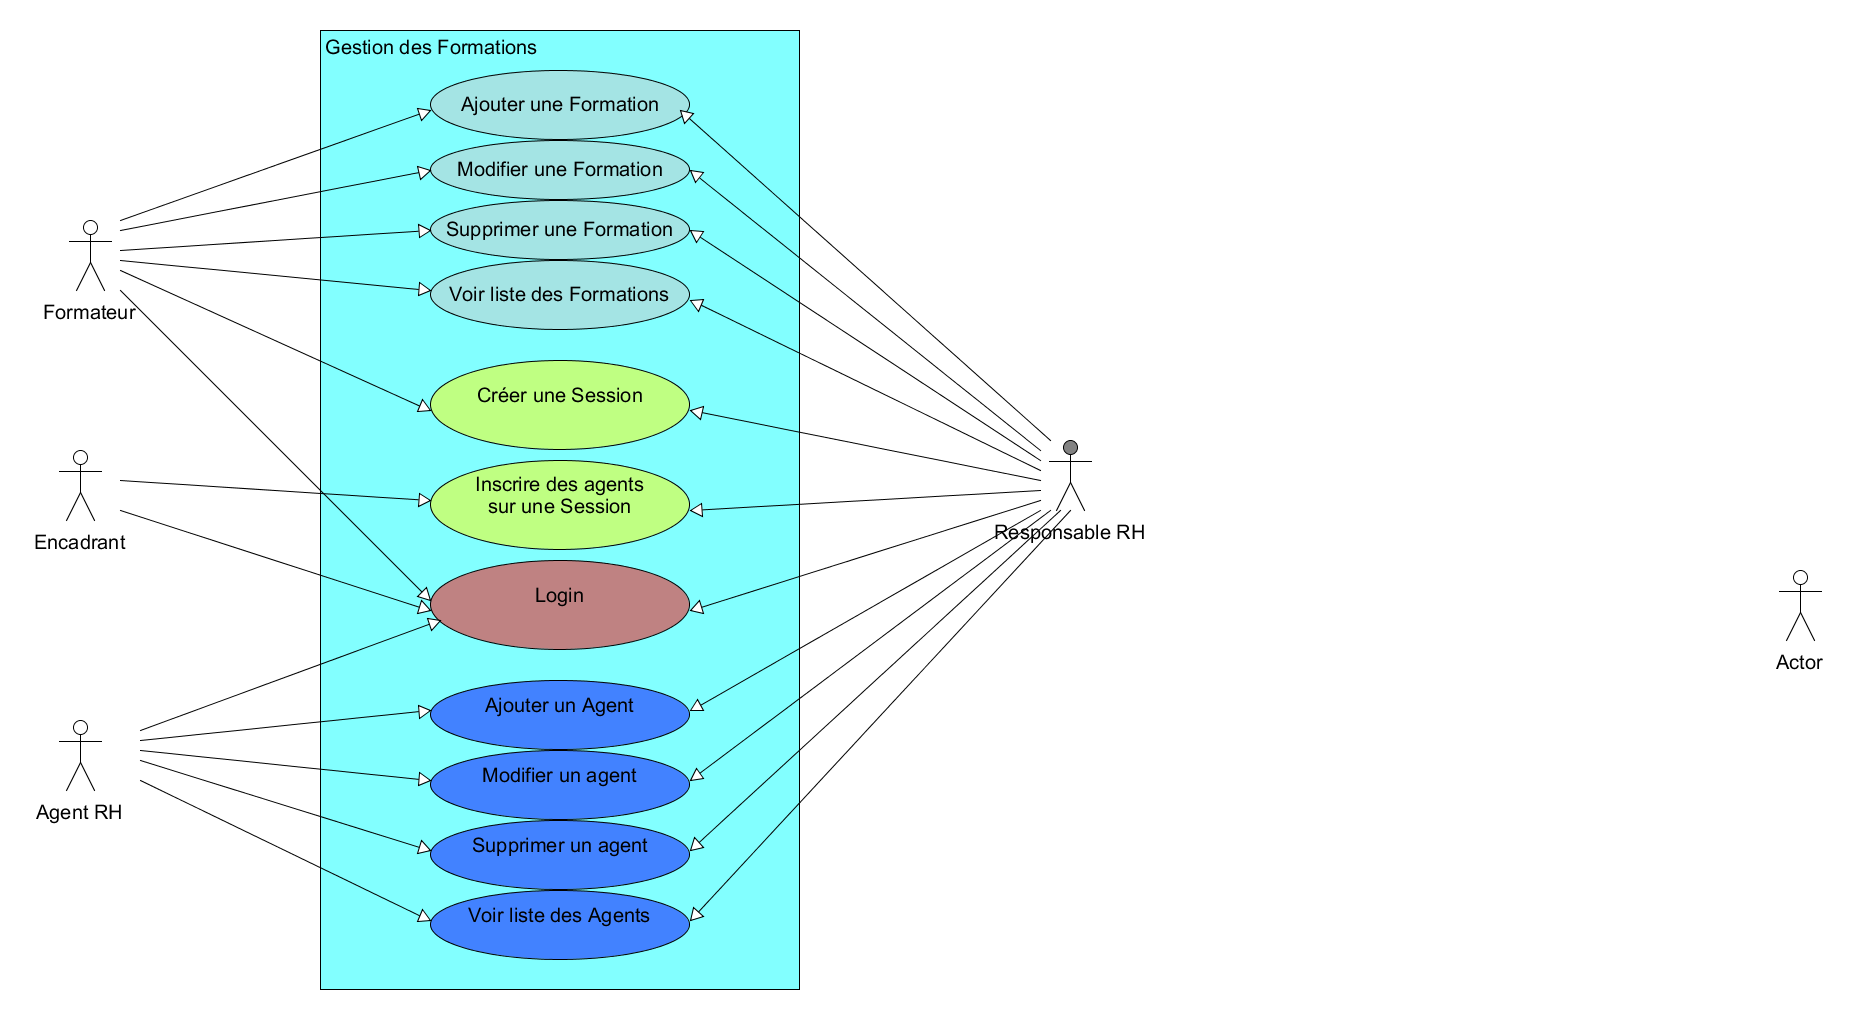 Gestion des Formations
Ajouter une Formation
Modifier une Formation
Supprimer une Formation
Voir liste des Formations
Formateur
Créer une Session
Inscrire des agents
sur une Session
Encadrant
Responsable RH
Login
Actor
Ajouter un Agent
Modifier un agent
Agent RH
Supprimer un agent
Voir liste des Agents